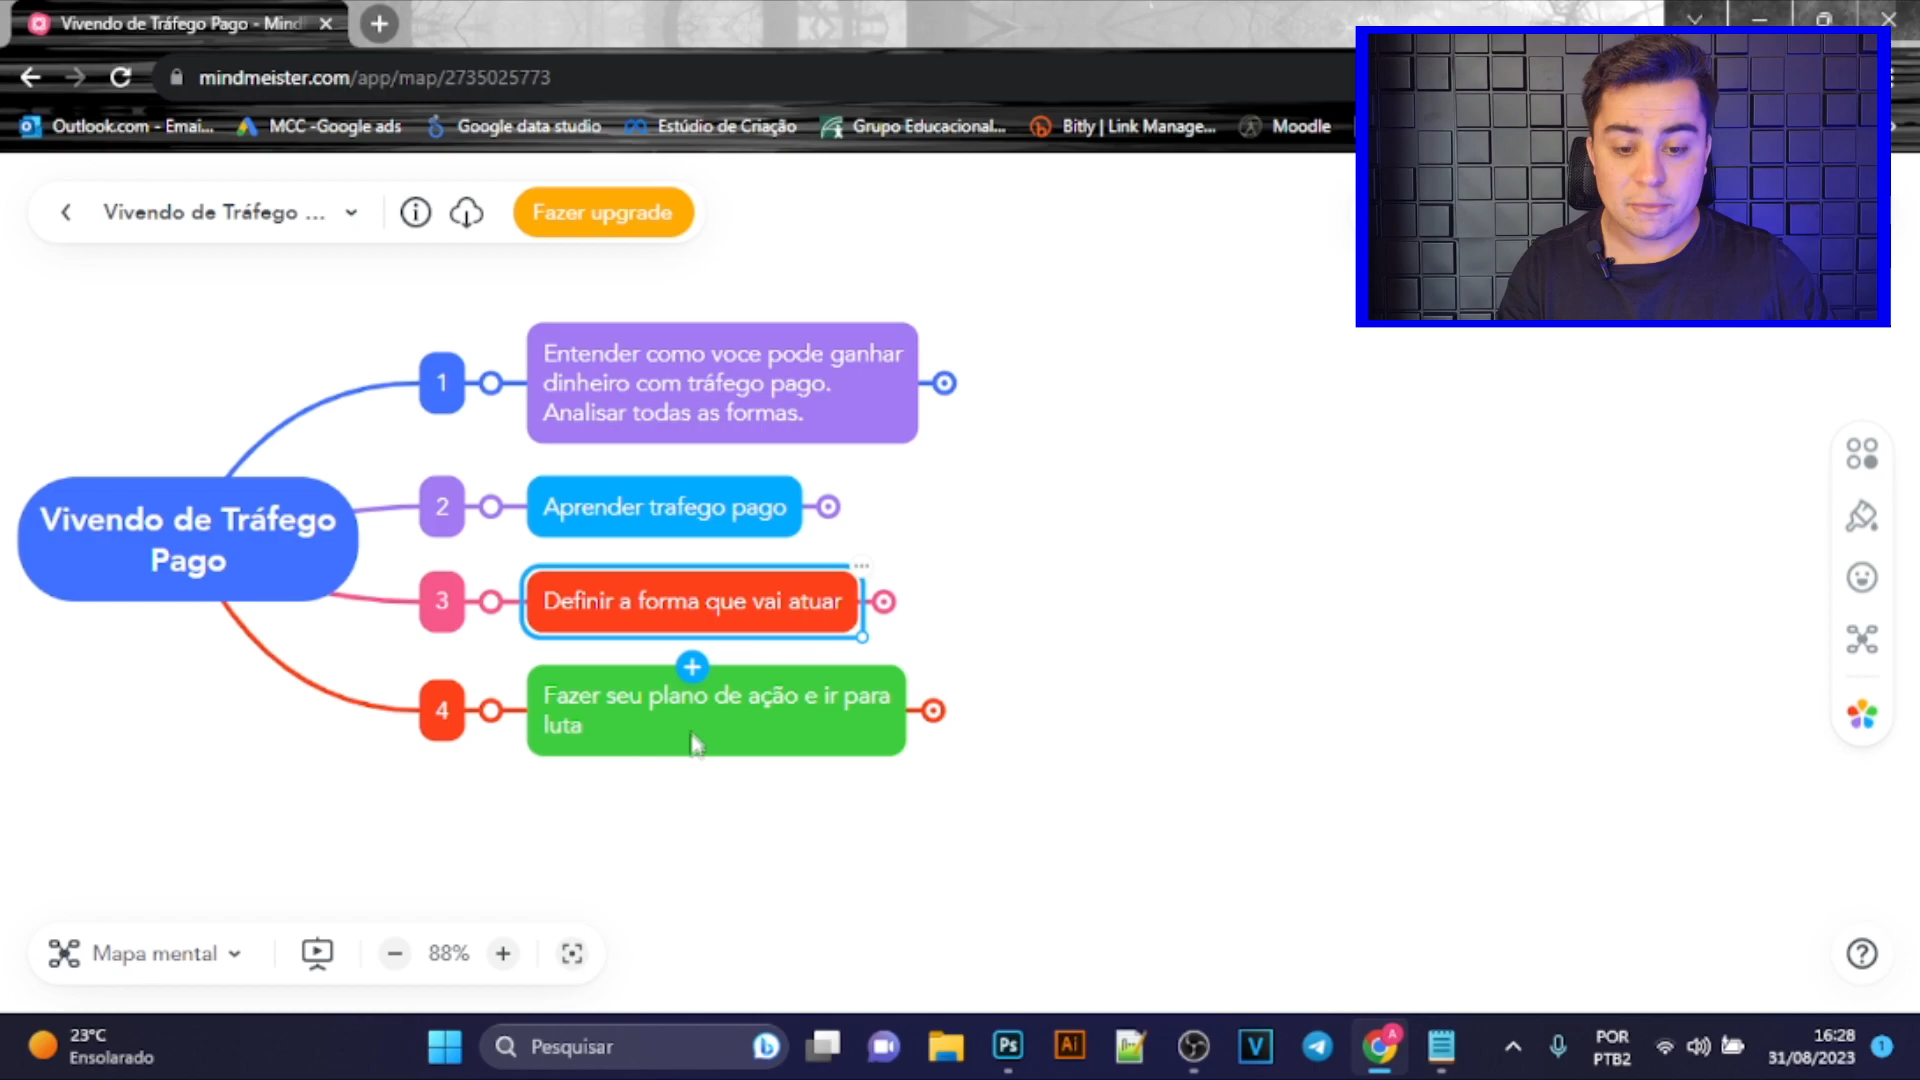 Vivendo de Tráfego Pago - Mind
mindmeister.com/app/map/2735025773
Outlook.com - Emai...
MCC -Google ads
Google data studio
Estúdio de Criação
Grupo Educacional...
Bitly | Link Manage...
Moodle
Vivendo de Tráfego ...
Fazer upgrade
Vivendo de Tráfego
Pago
1
Entender como voce pode ganhar
dinheiro com tráfego pago.
Analisar todas as formas.
2
Aprender trafego pago
3
Definir a forma que vai atuar
4
Fazer seu plano de ação e ir para
luta
Mapa mental
88%
23°C
Ensolarado
Pesquisar
Ps
Ai
V
A
POR
PTB2
16:28
31/08/2023
1